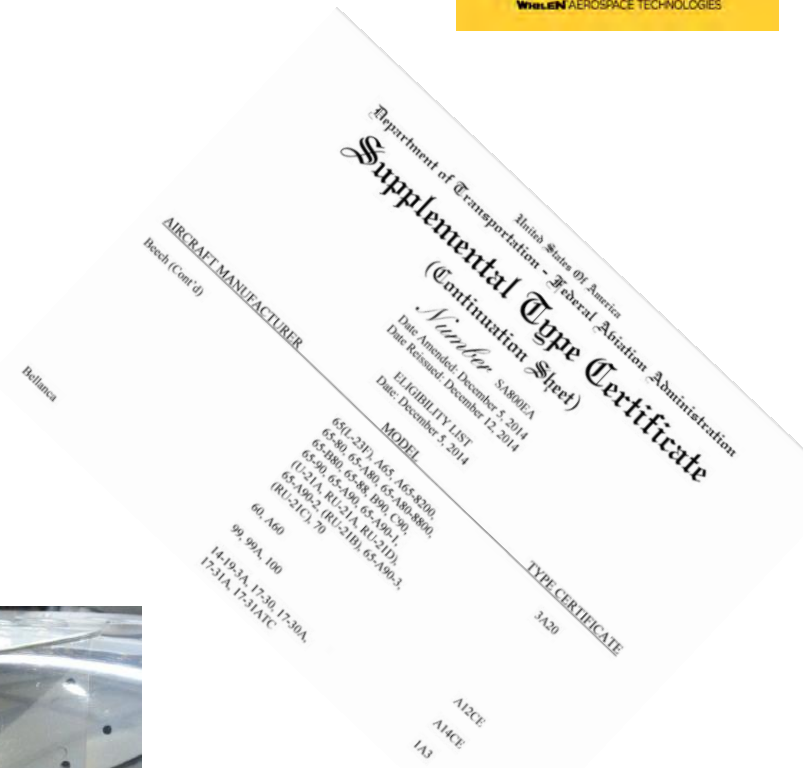 WHELEN AEROSPACE TECHNOLOGIES
United States Of America
Department of Transportation - Federal Aviation Administration
Supplemental Type Certificate
(Continuation Sheet)
Number SA800EA
Date Amended: December 5, 2014
Date Reissued: December 12, 2014
ELIGIBILITY LIST
Date: December 5, 2014
AIRCRAFT MANUFACTURER MODEL TYPE CERTIFICATE
Beech (Cont'd) 65(L-23F), A65, A65-8200, 3A20
65-80, 65-A80, 65-A80-8800,
65-B80, 65-88, B90, C90,
65-90, 65-A90, 65-A90-1,
(U-21A, RU-21A, RU-21D),
65-A90-2, (RU-21B), 65-A90-3,
(RU-21C), 70
60, A60 A12CE
99, 99A, 100 A14CE
Bellanca 14-19-3A, 17-30, 17-30A, 1A3
17-31A, 17-31ATC